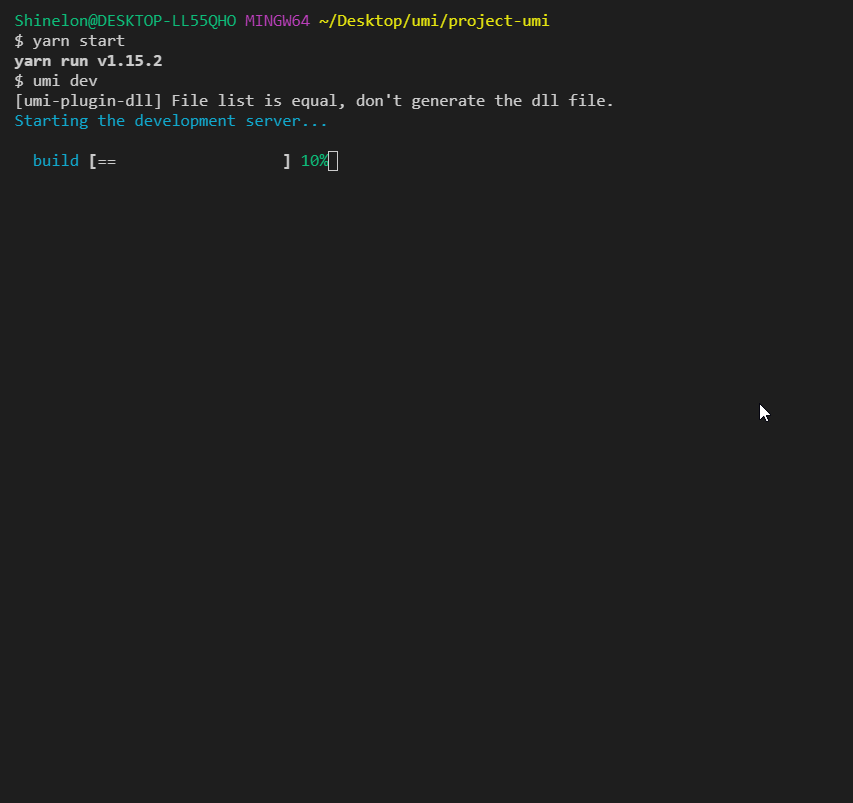 Shinelon@DESKTOP-LL55QHO MINGW64 ~/Desktop/umi/project-umi
$ yarn start
yarn run v1.15.2
$ umi dev
[umi-plugin-dll] File list is equal, don't generate the dll file.
Starting the development server...
build [==                  ] 10%